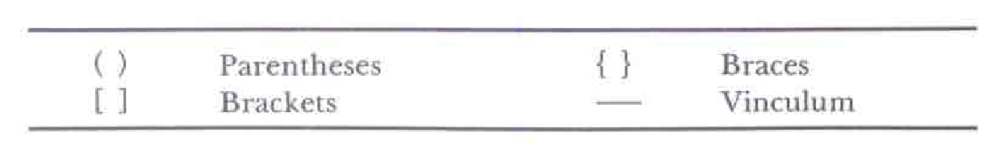 ( ) Parentheses { } Braces
[ ] Brackets — Vinculum